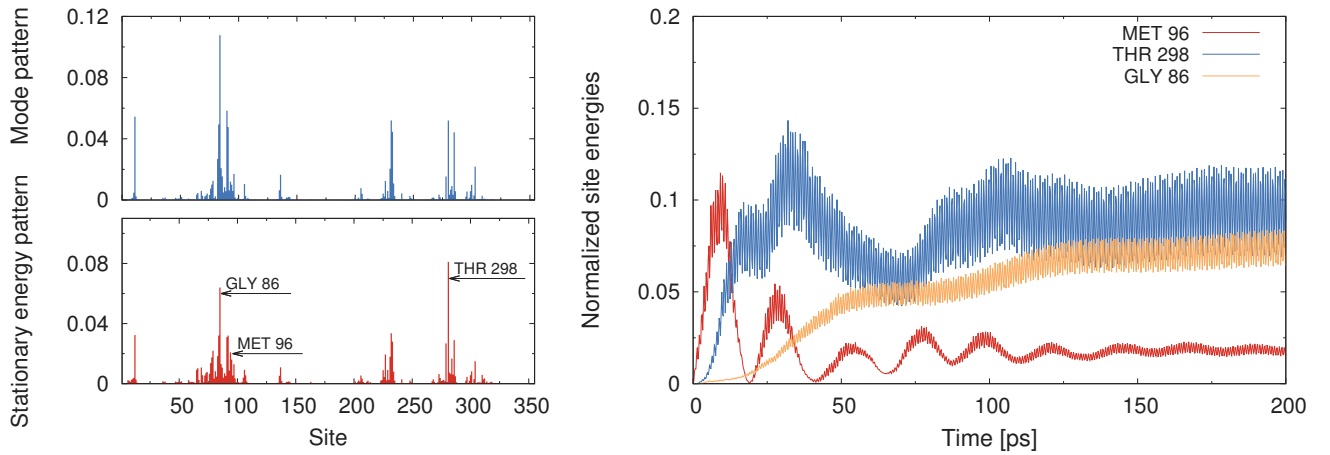 Mode pattern
0.12
0.08
0.04
0
Stationary energy pattern
0.08
0.04
0
GLY 86
MET 96
THR 298
50
100
150
200
250
300
350
Site
Normalized site energies
0.2
0.15
0.1
0.05
0
MET 96
THR 298
GLY 86
0
25
50
100
150
200
Time [ps]